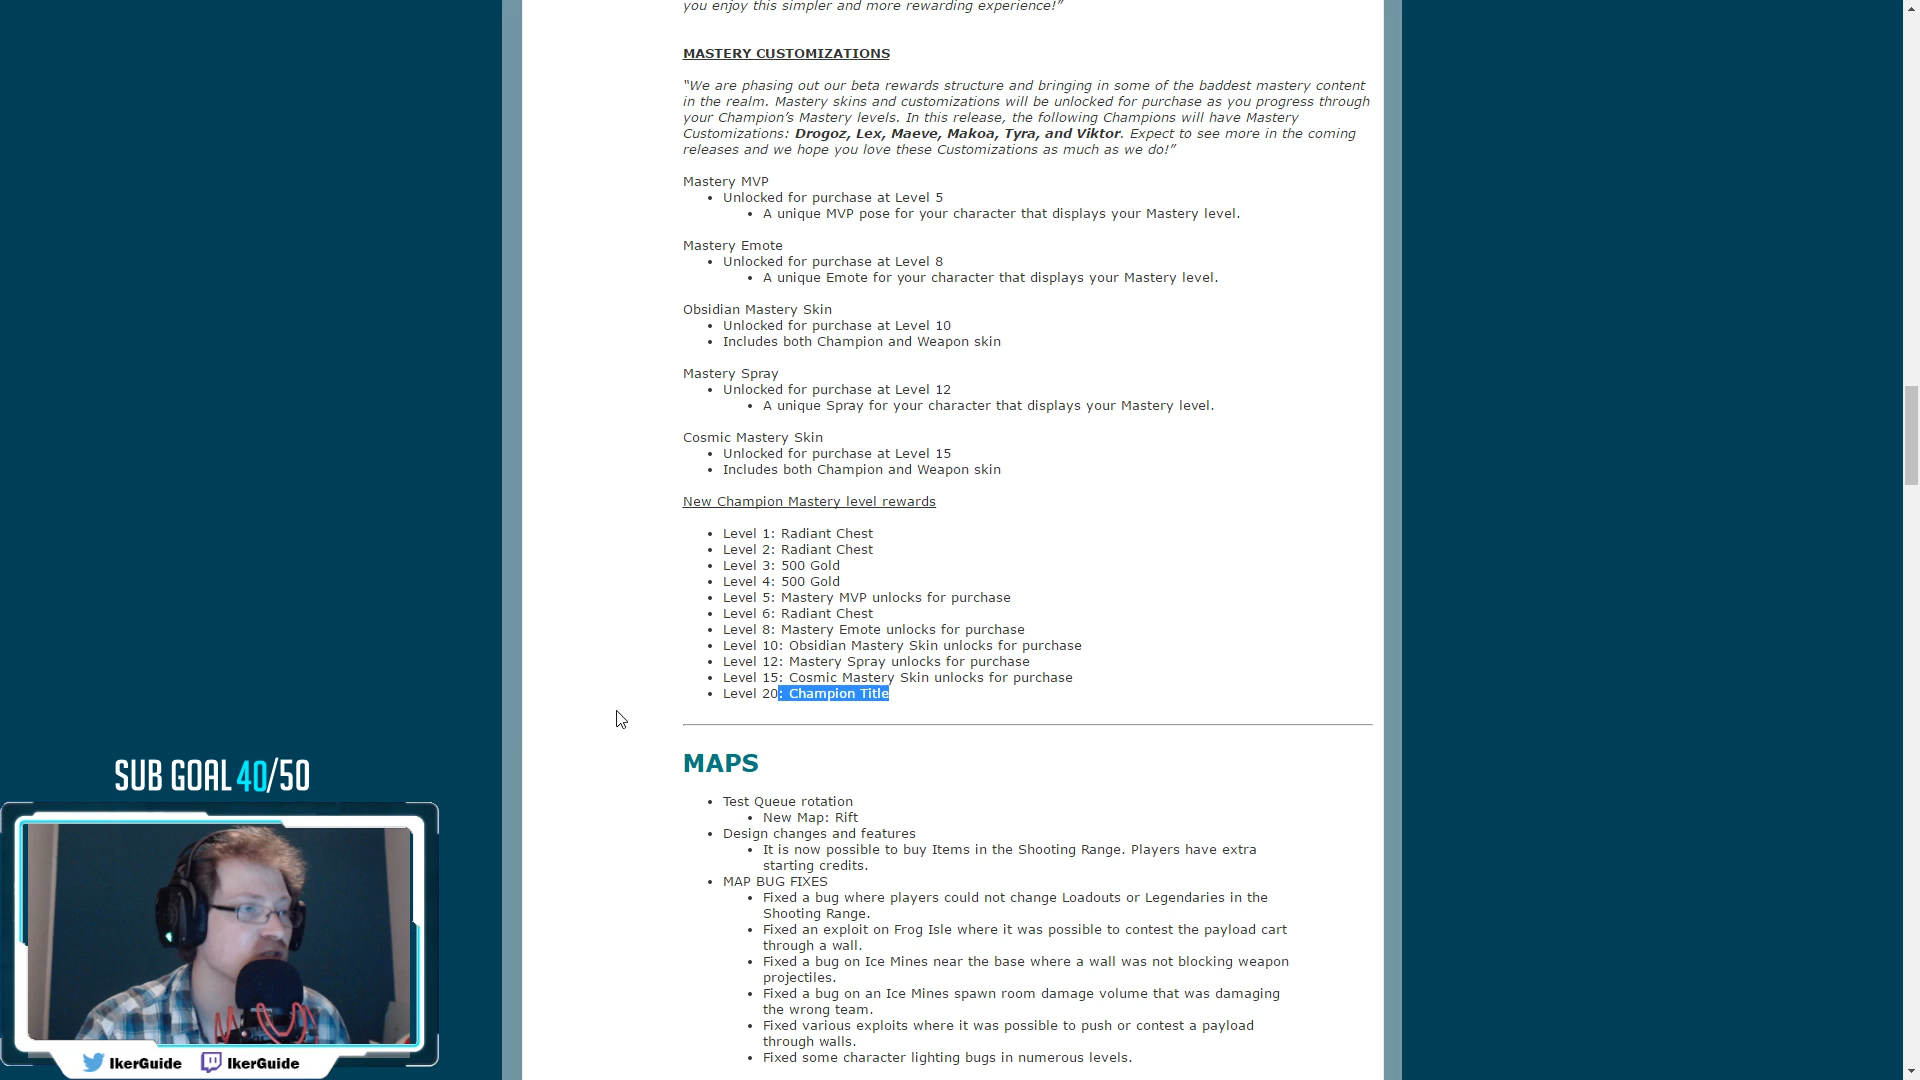 you enjoy this simpler and more rewarding experience!”
MASTERY CUSTOMIZATIONS
“We are phasing out our beta rewards structure and bringing in some of the baddest mastery content
in the realm. Mastery skins and customizations will be unlocked for purchase as you progress through
your Champion’s Mastery levels. In this release, the following Champions will have Mastery
Customizations: Drogoz, Lex, Maeve, Makoa, Tyra, and Viktor. Expect to see more in the coming
releases and we hope you love these Customizations as much as we do!”
Mastery MVP
• Unlocked for purchase at Level 5
• A unique MVP pose for your character that displays your Mastery level.
Mastery Emote
• Unlocked for purchase at Level 8
• A unique Emote for your character that displays your Mastery level.
Obsidian Mastery Skin
• Unlocked for purchase at Level 10
• Includes both Champion and Weapon skin
Mastery Spray
• Unlocked for purchase at Level 12
• A unique Spray for your character that displays your Mastery level.
Cosmic Mastery Skin
• Unlocked for purchase at Level 15
• Includes both Champion and Weapon skin
New Champion Mastery level rewards
• Level 1: Radiant Chest
• Level 2: Radiant Chest
• Level 3: 500 Gold
• Level 4: 500 Gold
• Level 5: Mastery MVP unlocks for purchase
• Level 6: Radiant Chest
• Level 8: Mastery Emote unlocks for purchase
• Level 10: Obsidian Mastery Skin unlocks for purchase
• Level 12: Mastery Spray unlocks for purchase
• Level 15: Cosmic Mastery Skin unlocks for purchase
• Level 20: Champion Title
MAPS
• Test Queue rotation
• New Map: Rift
• Design changes and features
• It is now possible to buy Items in the Shooting Range. Players have extra
starting credits.
• MAP BUG FIXES
• Fixed a bug where players could not change Loadouts or Legendaries in the
Shooting Range.
• Fixed an exploit on Frog Isle where it was possible to contest the payload cart
through a wall.
• Fixed a bug on Ice Mines near the base where a wall was not blocking weapon
projectiles.
• Fixed a bug on an Ice Mines spawn room damage volume that was damaging
the wrong team.
• Fixed various exploits where it was possible to push or contest a payload
through walls.
• Fixed some character lighting bugs in numerous levels.
SUB GOAL 40/50
IkerGuide IkerGuide